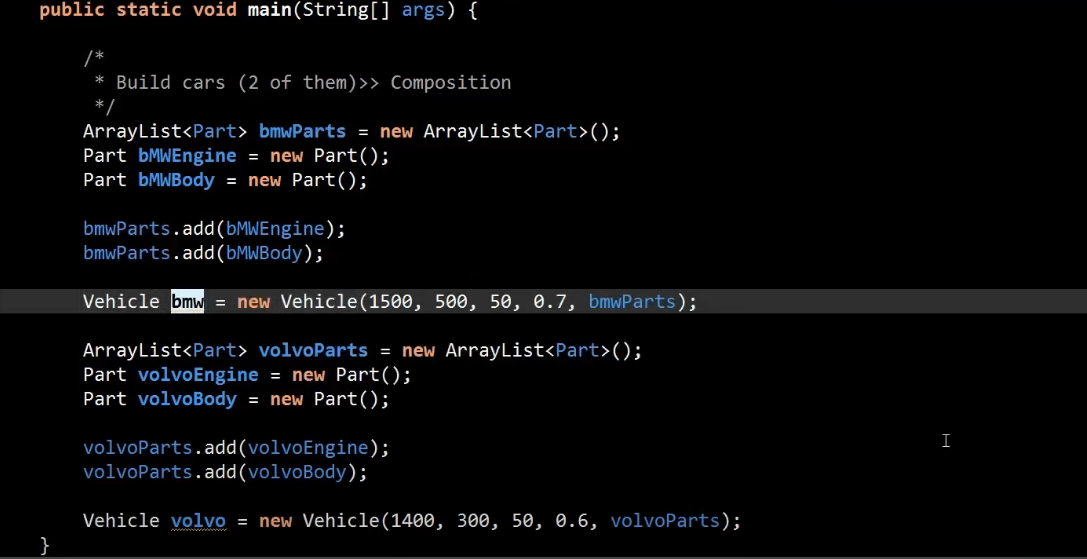 public static void main(String[] args) {
/*
* Build cars (2 of them)>> Composition
*/
ArrayList<Part> bmwParts = new ArrayList<Part>();
Part bMWEngine = new Part();
Part bMWBody = new Part();
bmwParts.add(bMWEngine);
bmwParts.add(bMWBody);
Vehicle bmw = new Vehicle(1500, 500, 50, 0.7, bmwParts);
ArrayList<Part> volvoParts = new ArrayList<Part>();
Part volvoEngine = new Part();
Part volvoBody = new Part();
volvoParts.add(volvoEngine);
volvoParts.add(volvoBody);
Vehicle volvo = new Vehicle(1400, 300, 50, 0.6, volvoParts);
}